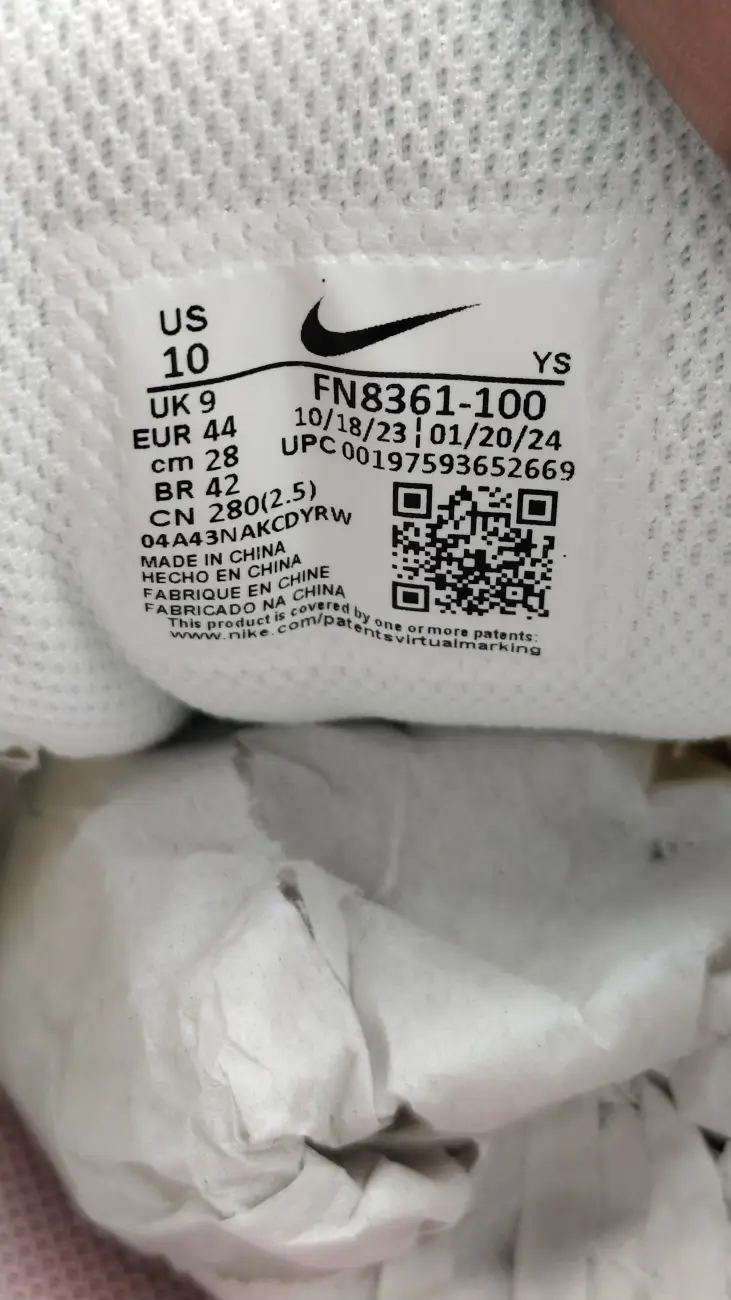 US
10
YS
UK 9
EUR 44
cm 28
BR 42
CN 280(2.5)
04A43NAKCDYRW
MADE IN CHINA
HECHO EN CHINA
FABRIQUE EN CHINE
FABRICADO NA CHINA
FN8361-100
10/18/23 ¦ 01/20/24
UPC 00197593652669
This product is covered by one or more patents:
www.nike.com/patentsvirtualmarking